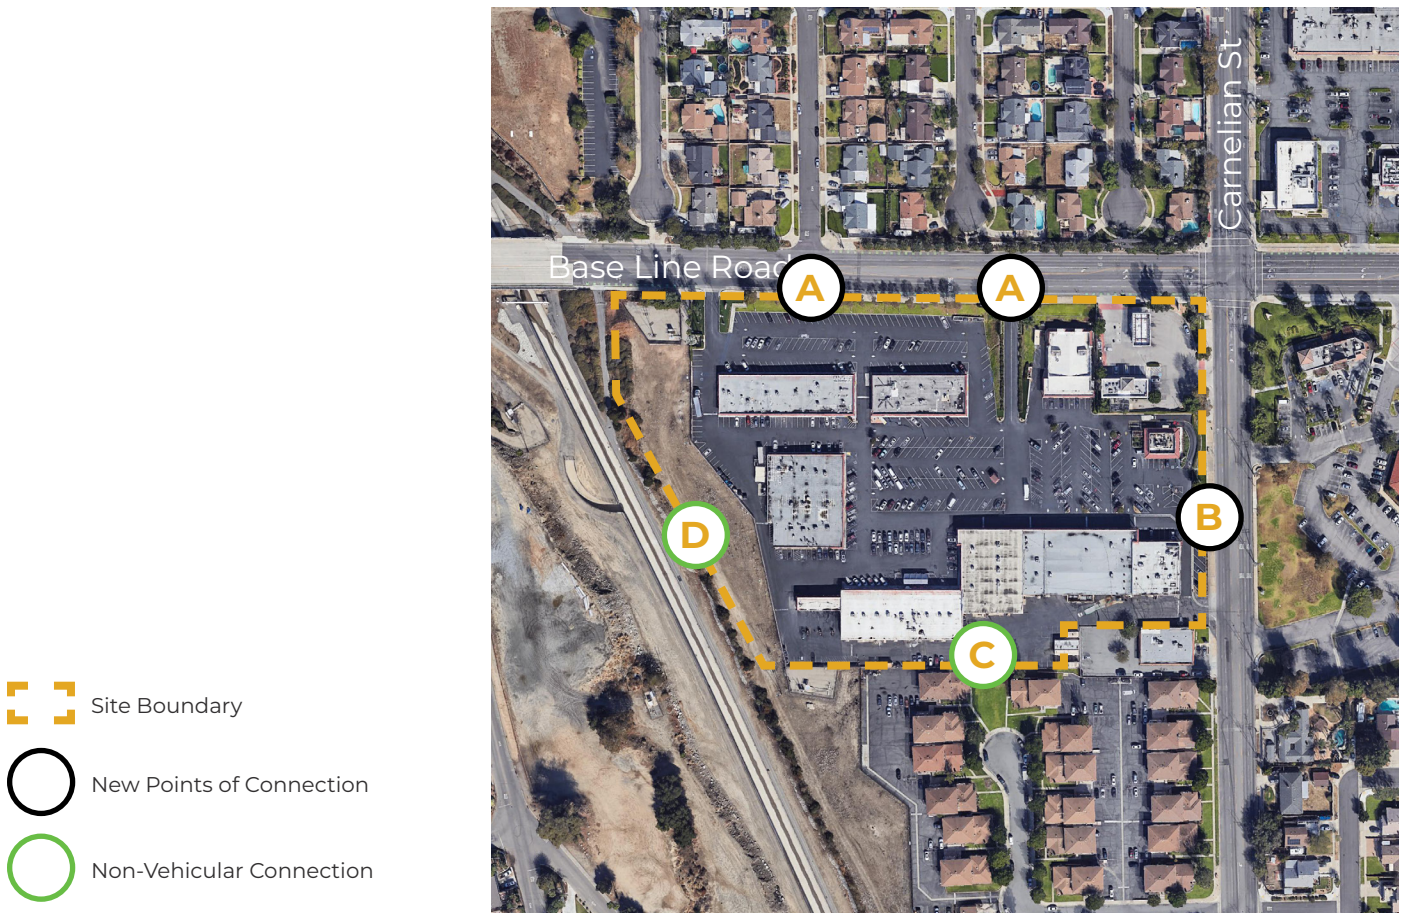 Carnelian St
Base Line Road
A
A
B
D
C
Site Boundary
New Points of Connection
Non-Vehicular Connection